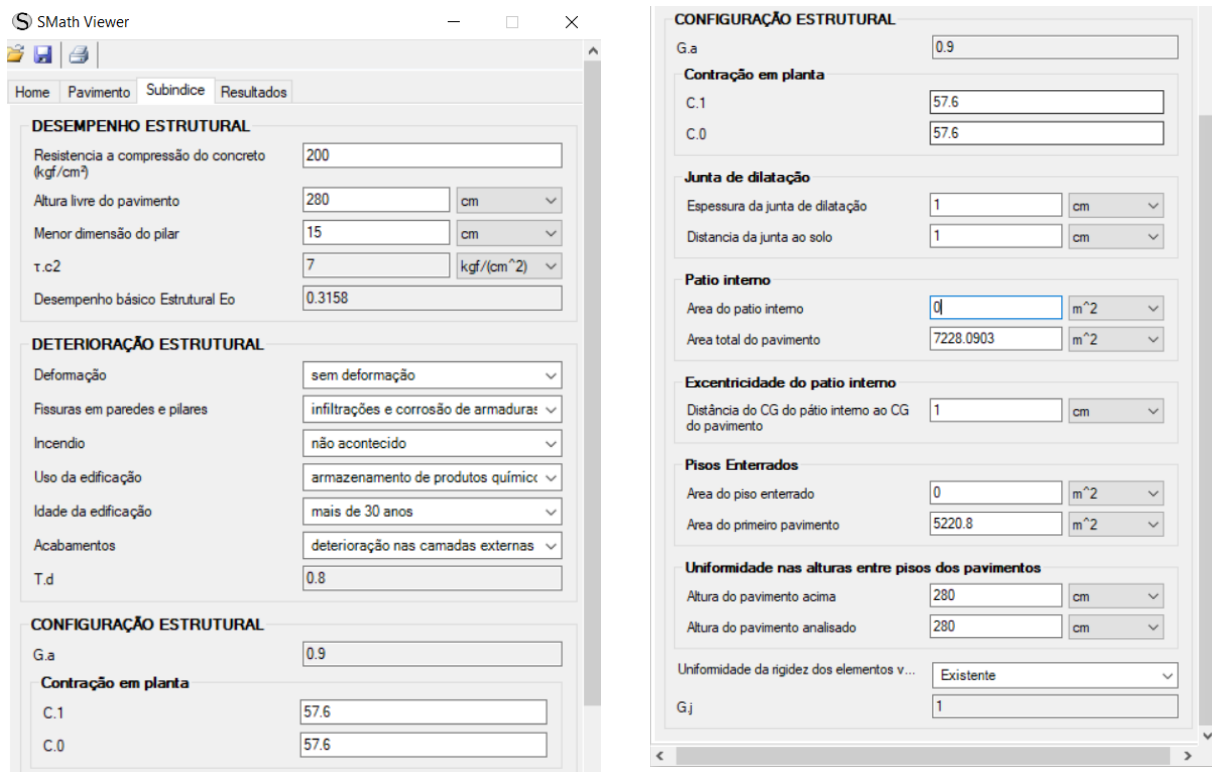 SMath Viewer
Home Pavimento Subindice Resultados
DESEMPENHO ESTRUTURAL
Resistencia a compressão do concreto 200
(kgf/cm²)
Altura livre do pavimento 280 cm
Menor dimensão do pilar 15 cm
τ.c2 7 kgf/(cm^2)
Desempenho básico Estrutural Eo 0.3158
DETERIORAÇÃO ESTRUTURAL
Deformação sem deformação
Fissuras em paredes e pilares infiltrações e corrosão de armaduras
Incendio não acontecido
Uso da edificação armazenamento de produtos químicc
Idade da edificação mais de 30 anos
Acabamentos deterioração nas camadas externas
T.d 0.8
CONFIGURAÇÃO ESTRUTURAL
G.a 0.9
Contração em planta
C.1 57.6
C.0 57.6
CONFIGURAÇÃO ESTRUTURAL
G.a 0.9
Contração em planta
C.1 57.6
C.0 57.6
Junta de dilatação
Espessura da junta de dilatação 1 cm
Distancia da junta ao solo 1 cm
Patio interno
Area do patio interno 0 m^2
Area total do pavimento 7228.0903 m^2
Excentricidade do patio interno
Distância do CG do pátio interno ao CG 1 cm
do pavimento
Pisos Enterrados
Area do piso enterrado 0 m^2
Area do primeiro pavimento 5220.8 m^2
Uniformidade nas alturas entre pisos dos pavimentos
Altura do pavimento acima 280 cm
Altura do pavimento analisado 280 cm
Uniformidade da rigidez dos elementos v... Existente
G.j 1